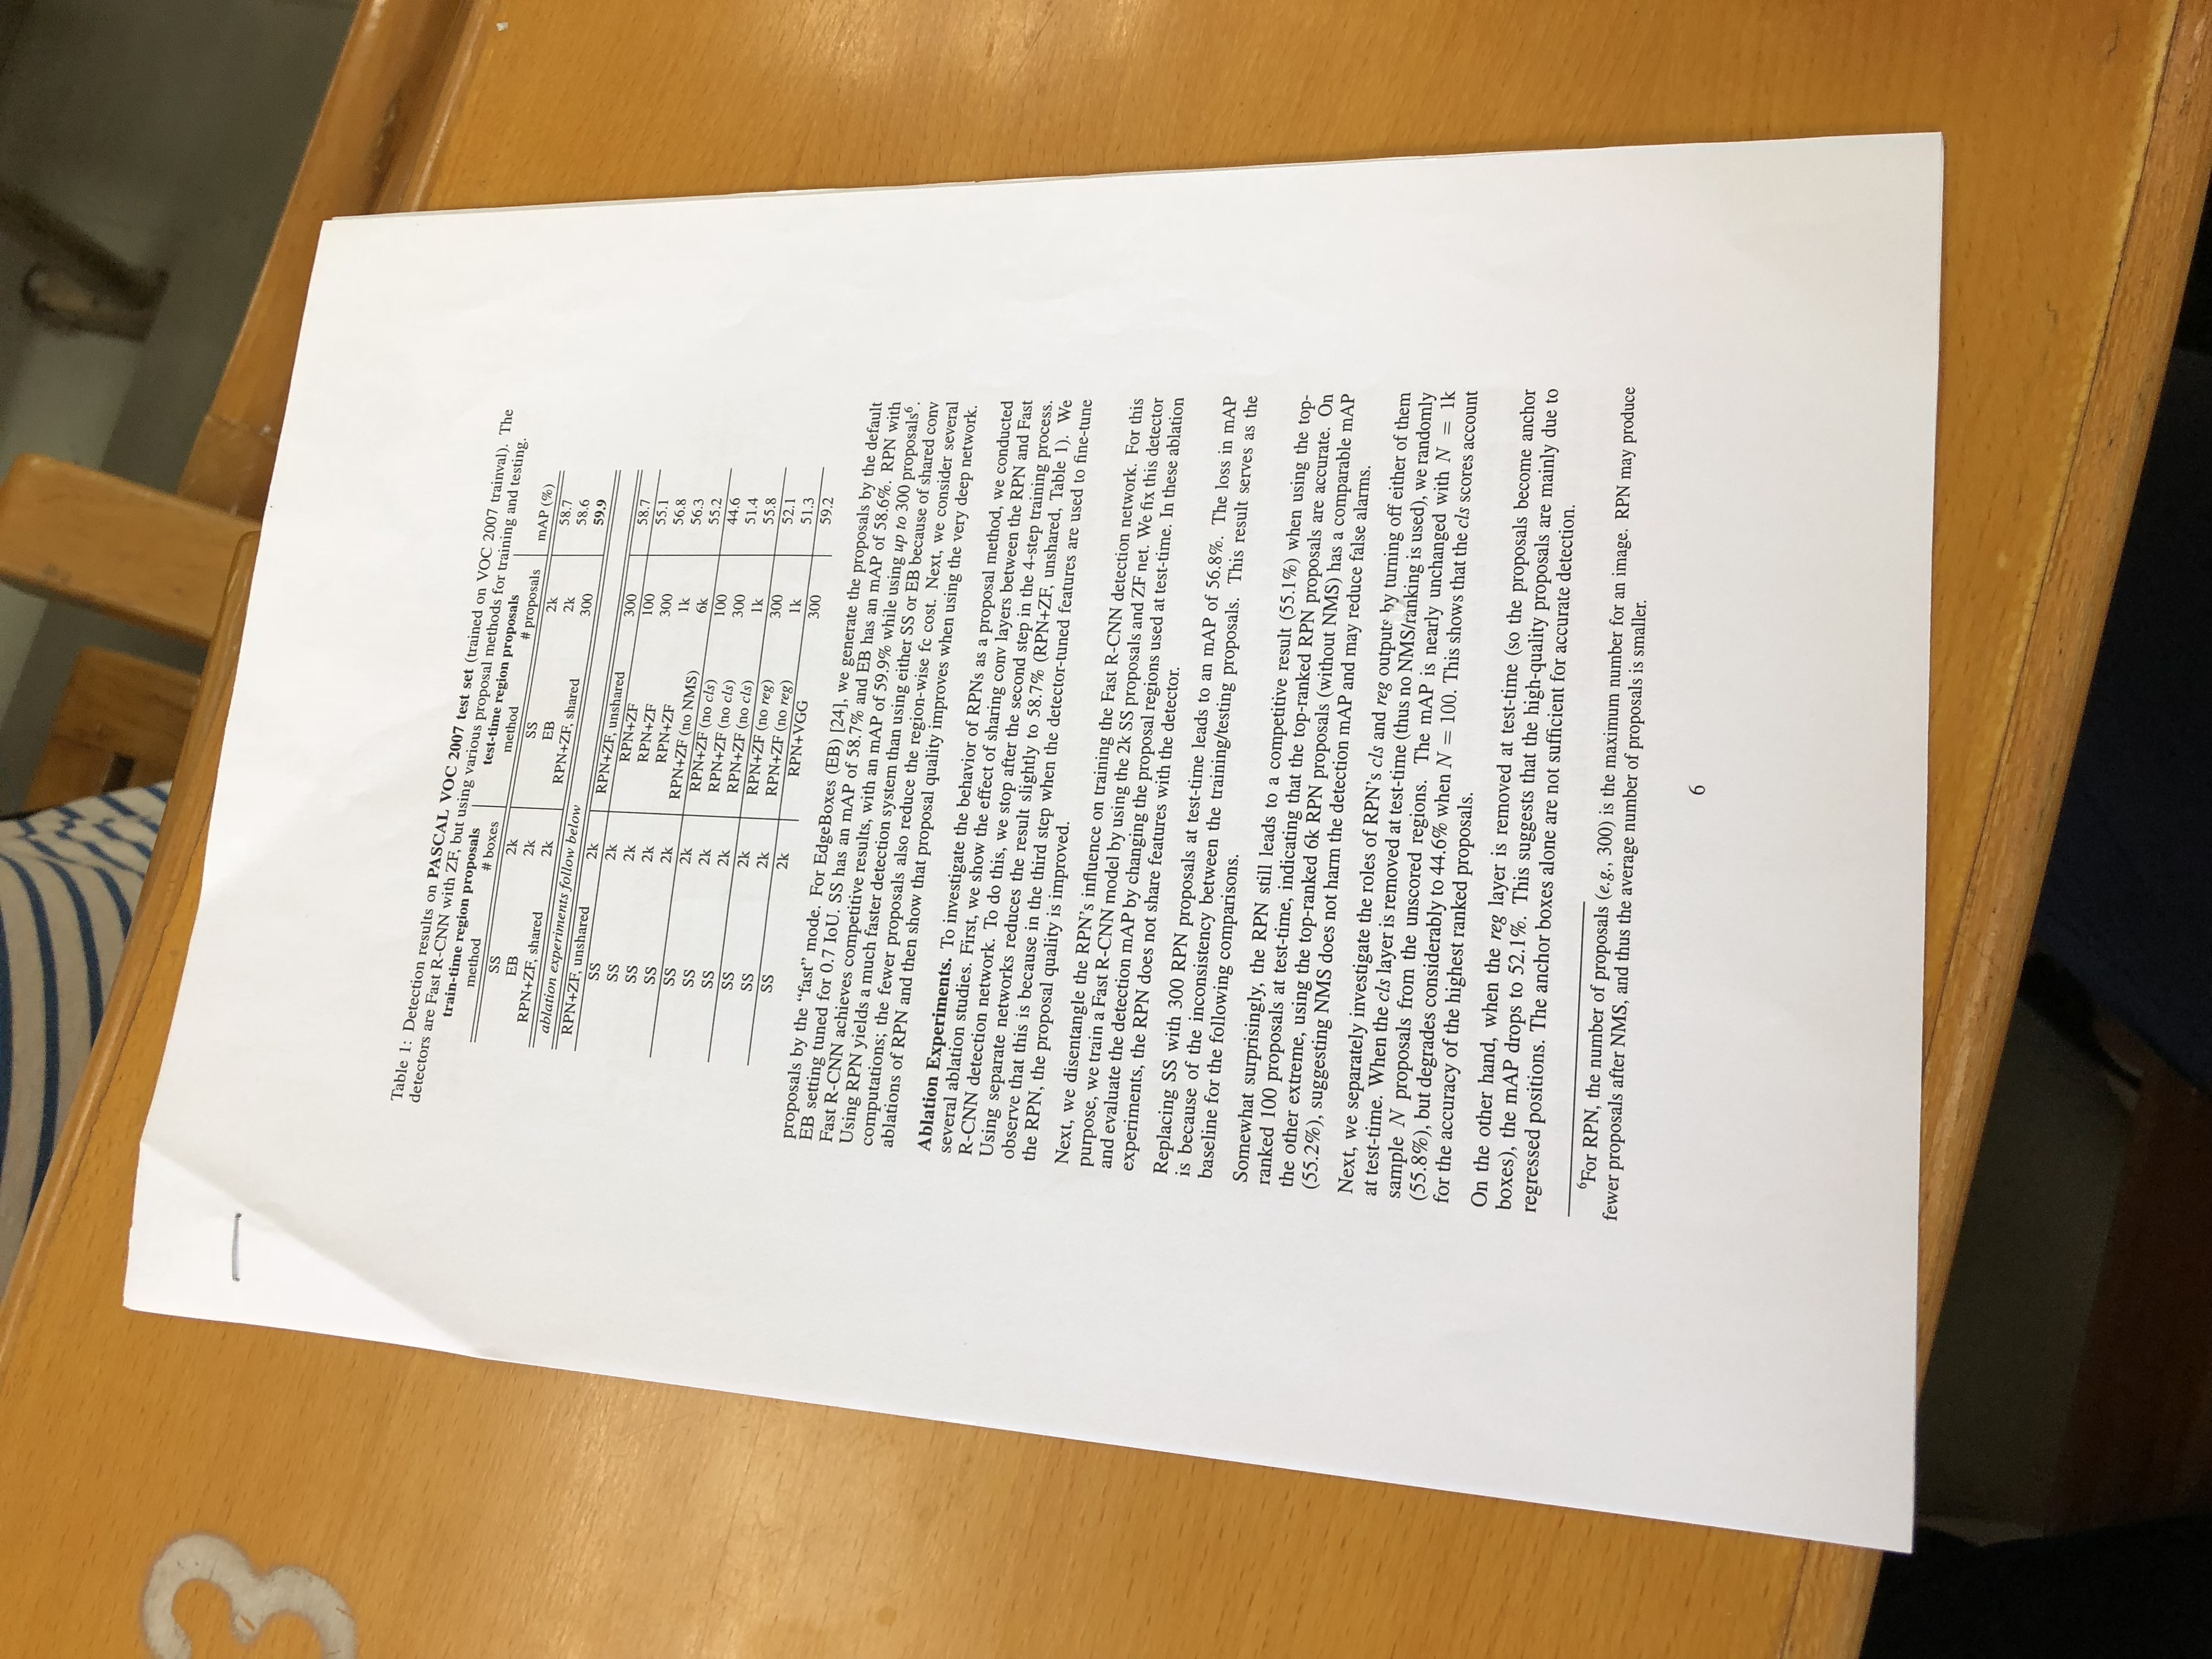 3
Table 1: Detection results on PASCAL VOC 2007 test set (trained on VOC 2007 trainval). The
detectors are Fast R-CNN with ZF, but using various proposal methods for training and testing.
train-time region proposals test-time region proposals
method # boxes method # proposals mAP (%)
SS 2k SS 2k 58.7
EB 2k EB 2k 58.6
RPN+ZF, shared 2k RPN+ZF, shared 300 59.9
ablation experiments follow below
RPN+ZF, unshared 2k RPN+ZF, unshared 300 58.7
SS 2k RPN+ZF 100 55.1
SS 2k RPN+ZF 300 56.8
SS 2k RPN+ZF 1k 56.3
SS 2k RPN+ZF (no NMS) 6k 55.2
SS 2k RPN+ZF (no cls) 100 44.6
SS 2k RPN+ZF (no cls) 300 51.4
SS 2k RPN+ZF (no cls) 1k 55.8
SS 2k RPN+ZF (no reg) 300 52.1
SS 2k RPN+ZF (no reg) 1k 51.3
SS 2k RPN+VGG 300 59.2
proposals by the “fast” mode. For EdgeBoxes (EB) [24], we generate the proposals by the default
EB setting tuned for 0.7 IoU. SS has an mAP of 58.7% and EB has an mAP of 58.6%. RPN with
Fast R-CNN achieves competitive results, with an mAP of 59.9% while using up to 300 proposals6.
Using RPN yields a much faster detection system than using either SS or EB because of shared conv
computations; the fewer proposals also reduce the region-wise fc cost. Next, we consider several
ablations of RPN and then show that proposal quality improves when using the very deep network.
Ablation Experiments. To investigate the behavior of RPNs as a proposal method, we conducted
several ablation studies. First, we show the effect of sharing conv layers between the RPN and Fast
R-CNN detection network. To do this, we stop after the second step in the 4-step training process.
Using separate networks reduces the result slightly to 58.7% (RPN+ZF, unshared, Table 1). We
observe that this is because in the third step when the detector-tuned features are used to fine-tune
the RPN, the proposal quality is improved.
Next, we disentangle the RPN’s influence on training the Fast R-CNN detection network. For this
purpose, we train a Fast R-CNN model by using the 2k SS proposals and ZF net. We fix this detector
and evaluate the detection mAP by changing the proposal regions used at test-time. In these ablation
experiments, the RPN does not share features with the detector.
Replacing SS with 300 RPN proposals at test-time leads to an mAP of 56.8%. The loss in mAP
is because of the inconsistency between the training/testing proposals. This result serves as the
baseline for the following comparisons.
Somewhat surprisingly, the RPN still leads to a competitive result (55.1%) when using the top-
ranked 100 proposals at test-time, indicating that the top-ranked RPN proposals are accurate. On
the other extreme, using the top-ranked 6k RPN proposals (without NMS) has a comparable mAP
(55.2%), suggesting NMS does not harm the detection mAP and may reduce false alarms.
Next, we separately investigate the roles of RPN’s cls and reg outputs by turning off either of them
at test-time. When the cls layer is removed at test-time (thus no NMS/ranking is used), we randomly
sample N proposals from the unscored regions. The mAP is nearly unchanged with N = 1k
(55.8%), but degrades considerably to 44.6% when N = 100. This shows that the cls scores account
for the accuracy of the highest ranked proposals.
On the other hand, when the reg layer is removed at test-time (so the proposals become anchor
boxes), the mAP drops to 52.1%. This suggests that the high-quality proposals are mainly due to
regressed positions. The anchor boxes alone are not sufficient for accurate detection.
6For RPN, the number of proposals (e.g., 300) is the maximum number for an image. RPN may produce
fewer proposals after NMS, and thus the average number of proposals is smaller.
6